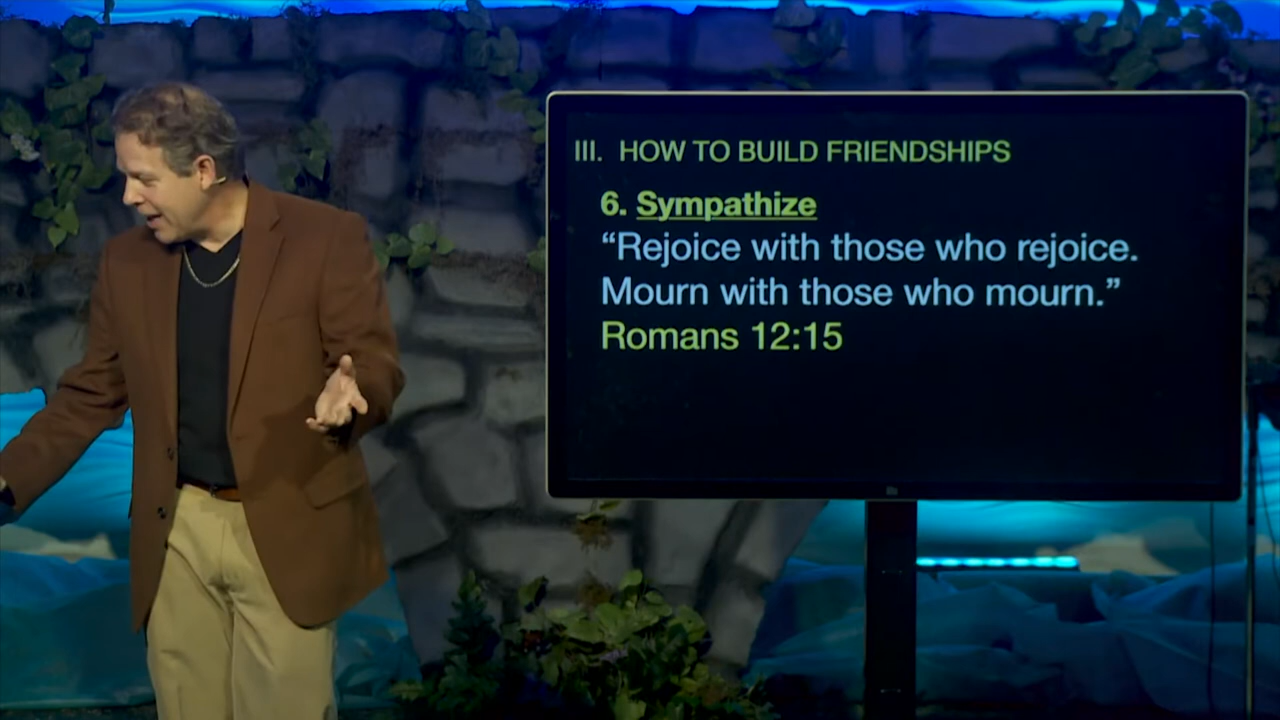 III. HOW TO BUILD FRIENDSHIPS
6. Sympathize
“Rejoice with those who rejoice.
Mourn with those who mourn.”
Romans 12:15